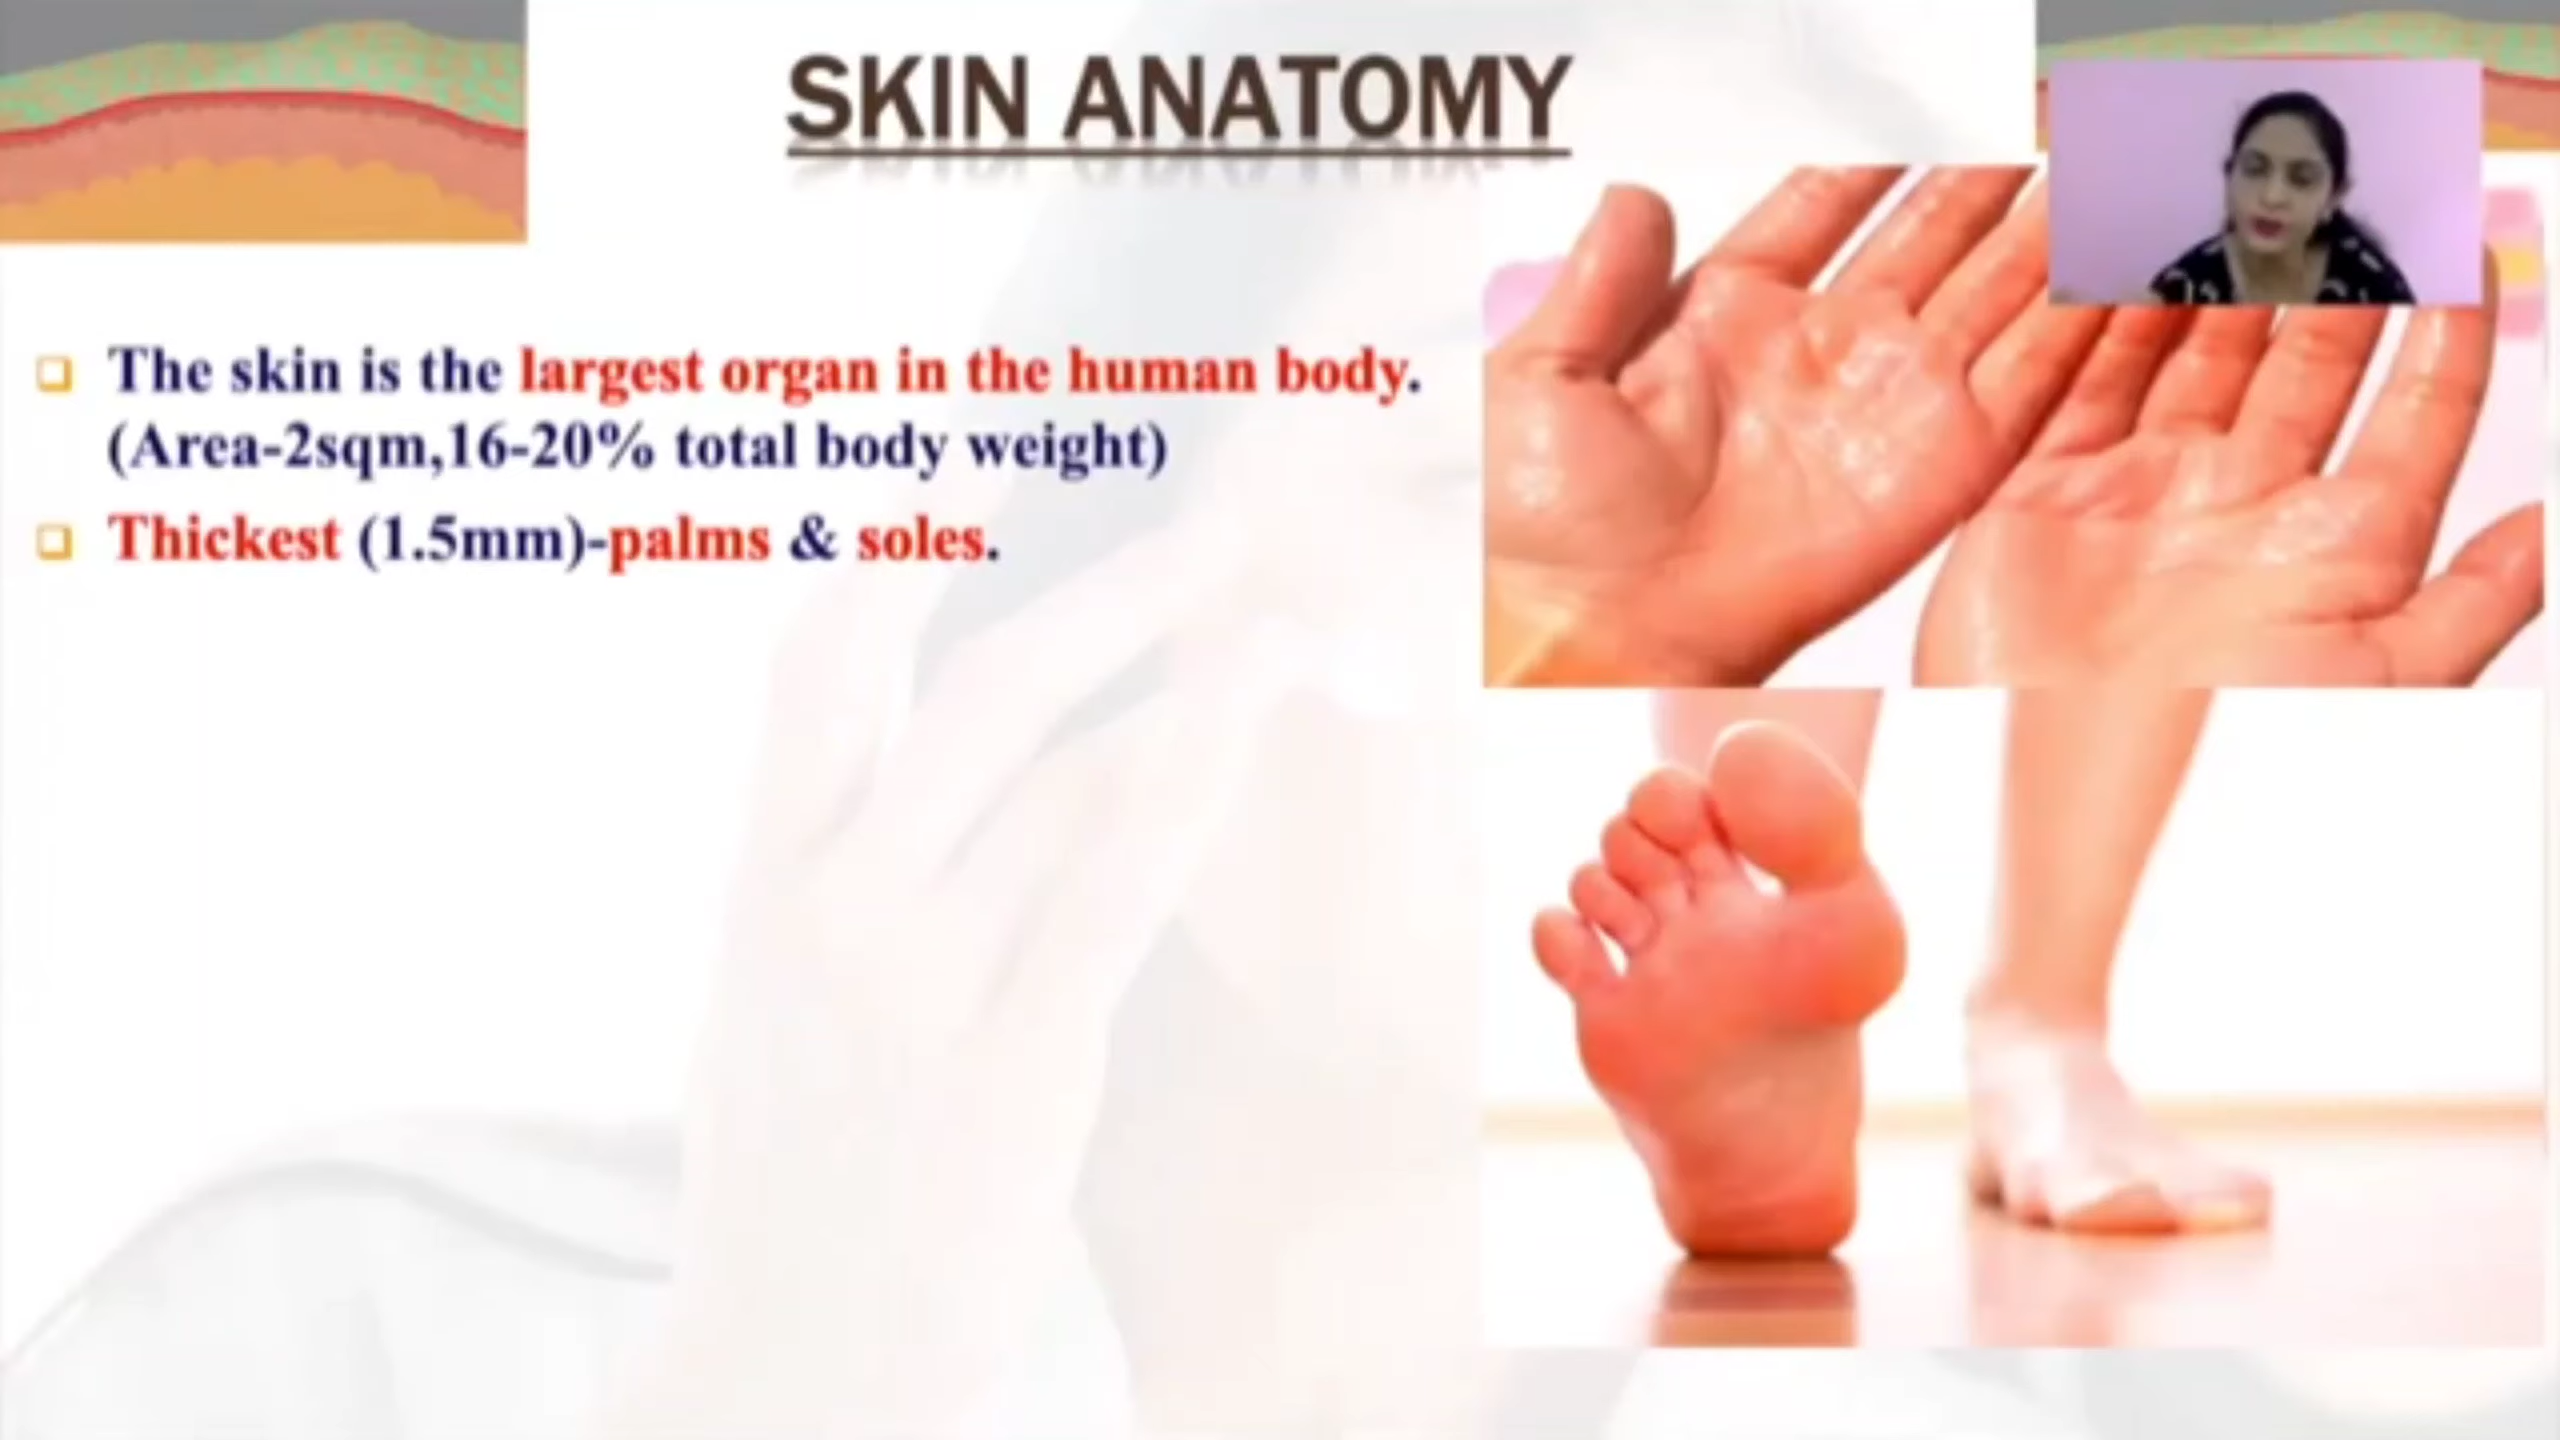 SKIN ANATOMY
The skin is the largest organ in the human body.
(Area-2sqm,16-20% total body weight)
Thickest (1.5mm)-palms & soles.